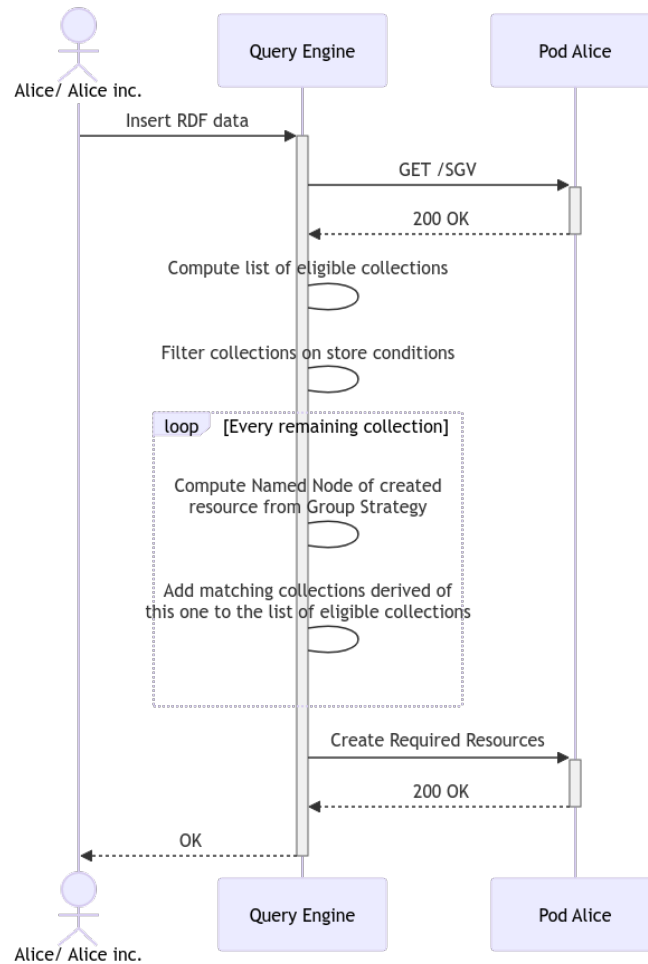 Query Engine
Pod Alice
Alice/ Alice inc.
Insert RDF data
GET /SGV
200 OK
Compute list of eligible collections
Filter collections on store conditions
loop
[Every remaining collection]
Compute Named Node of created
resource from Group Strategy
Add matching collections derived of
this one to the list of eligible collections
Create Required Resources
200 OK
OK
Query Engine
Pod Alice
Alice/ Alice inc.